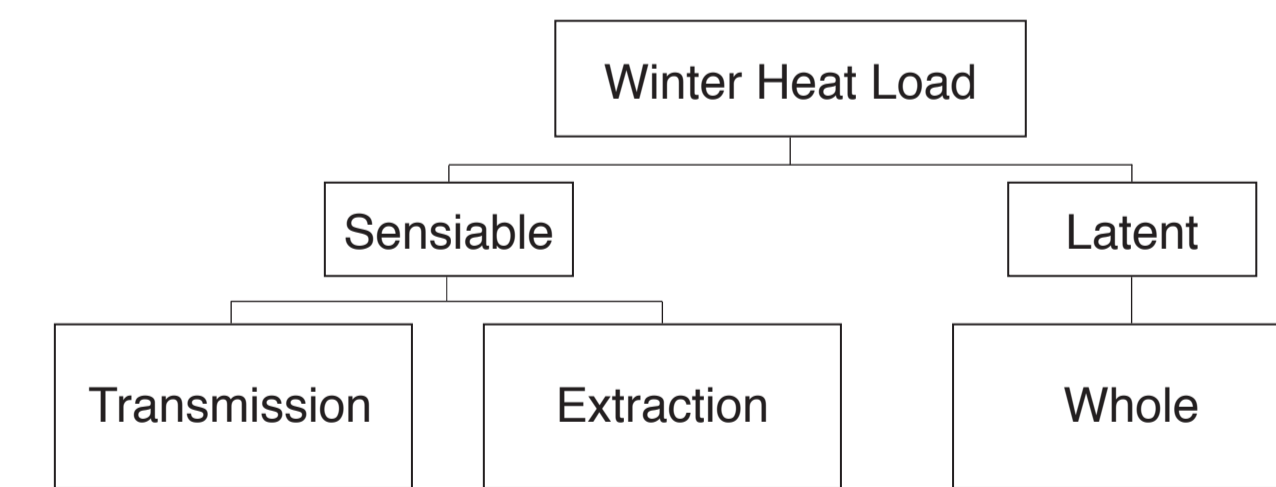 Winter Heat Load
Sensiable
Latent
Transmission
Extraction
Whole